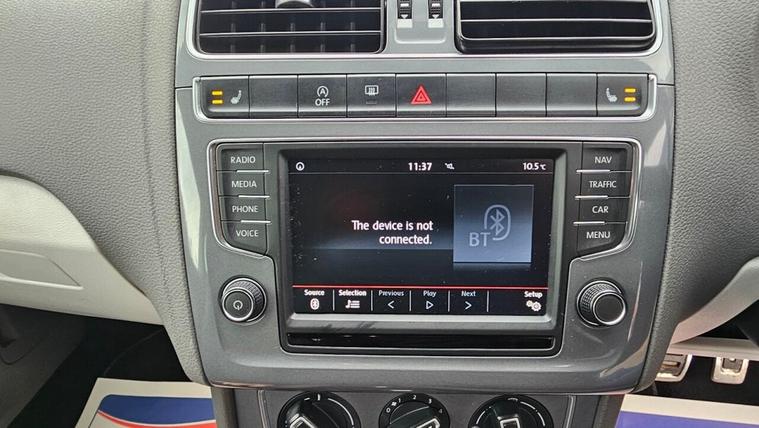 OFF
RADIO
MEDIA
PHONE
VOICE
11:37
10.5°C
The device is not
connected.
BT
Source
Selection
Previous
Play
Next
Setup
NAV
TRAFFIC
CAR
MENU